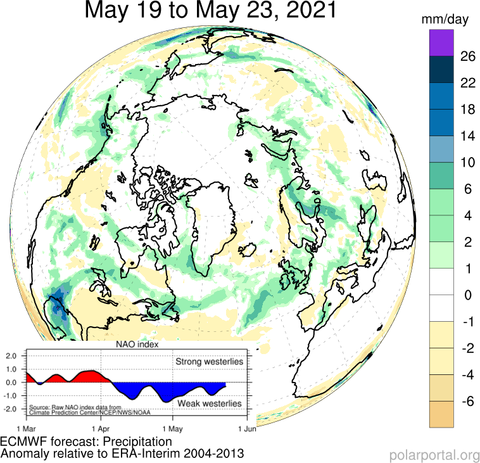 May 19 to May 23, 2021
mm/day
26
22
18
14
10
6
4
2
1
0
-1
-2
-4
-6
NAO index
2.0
1.0
0.0
-1.0
-2.0
Strong westerlies
Weak westerlies
Source: Raw NAO index data from
Climate Prediction Center/NCEP/NWS/NOAA
1 Mar
1 Apr
1 May
1 Jun
ECMWF forecast: Precipitation
Anomaly relative to ERA-Interim 2004-2013
polarportal.org